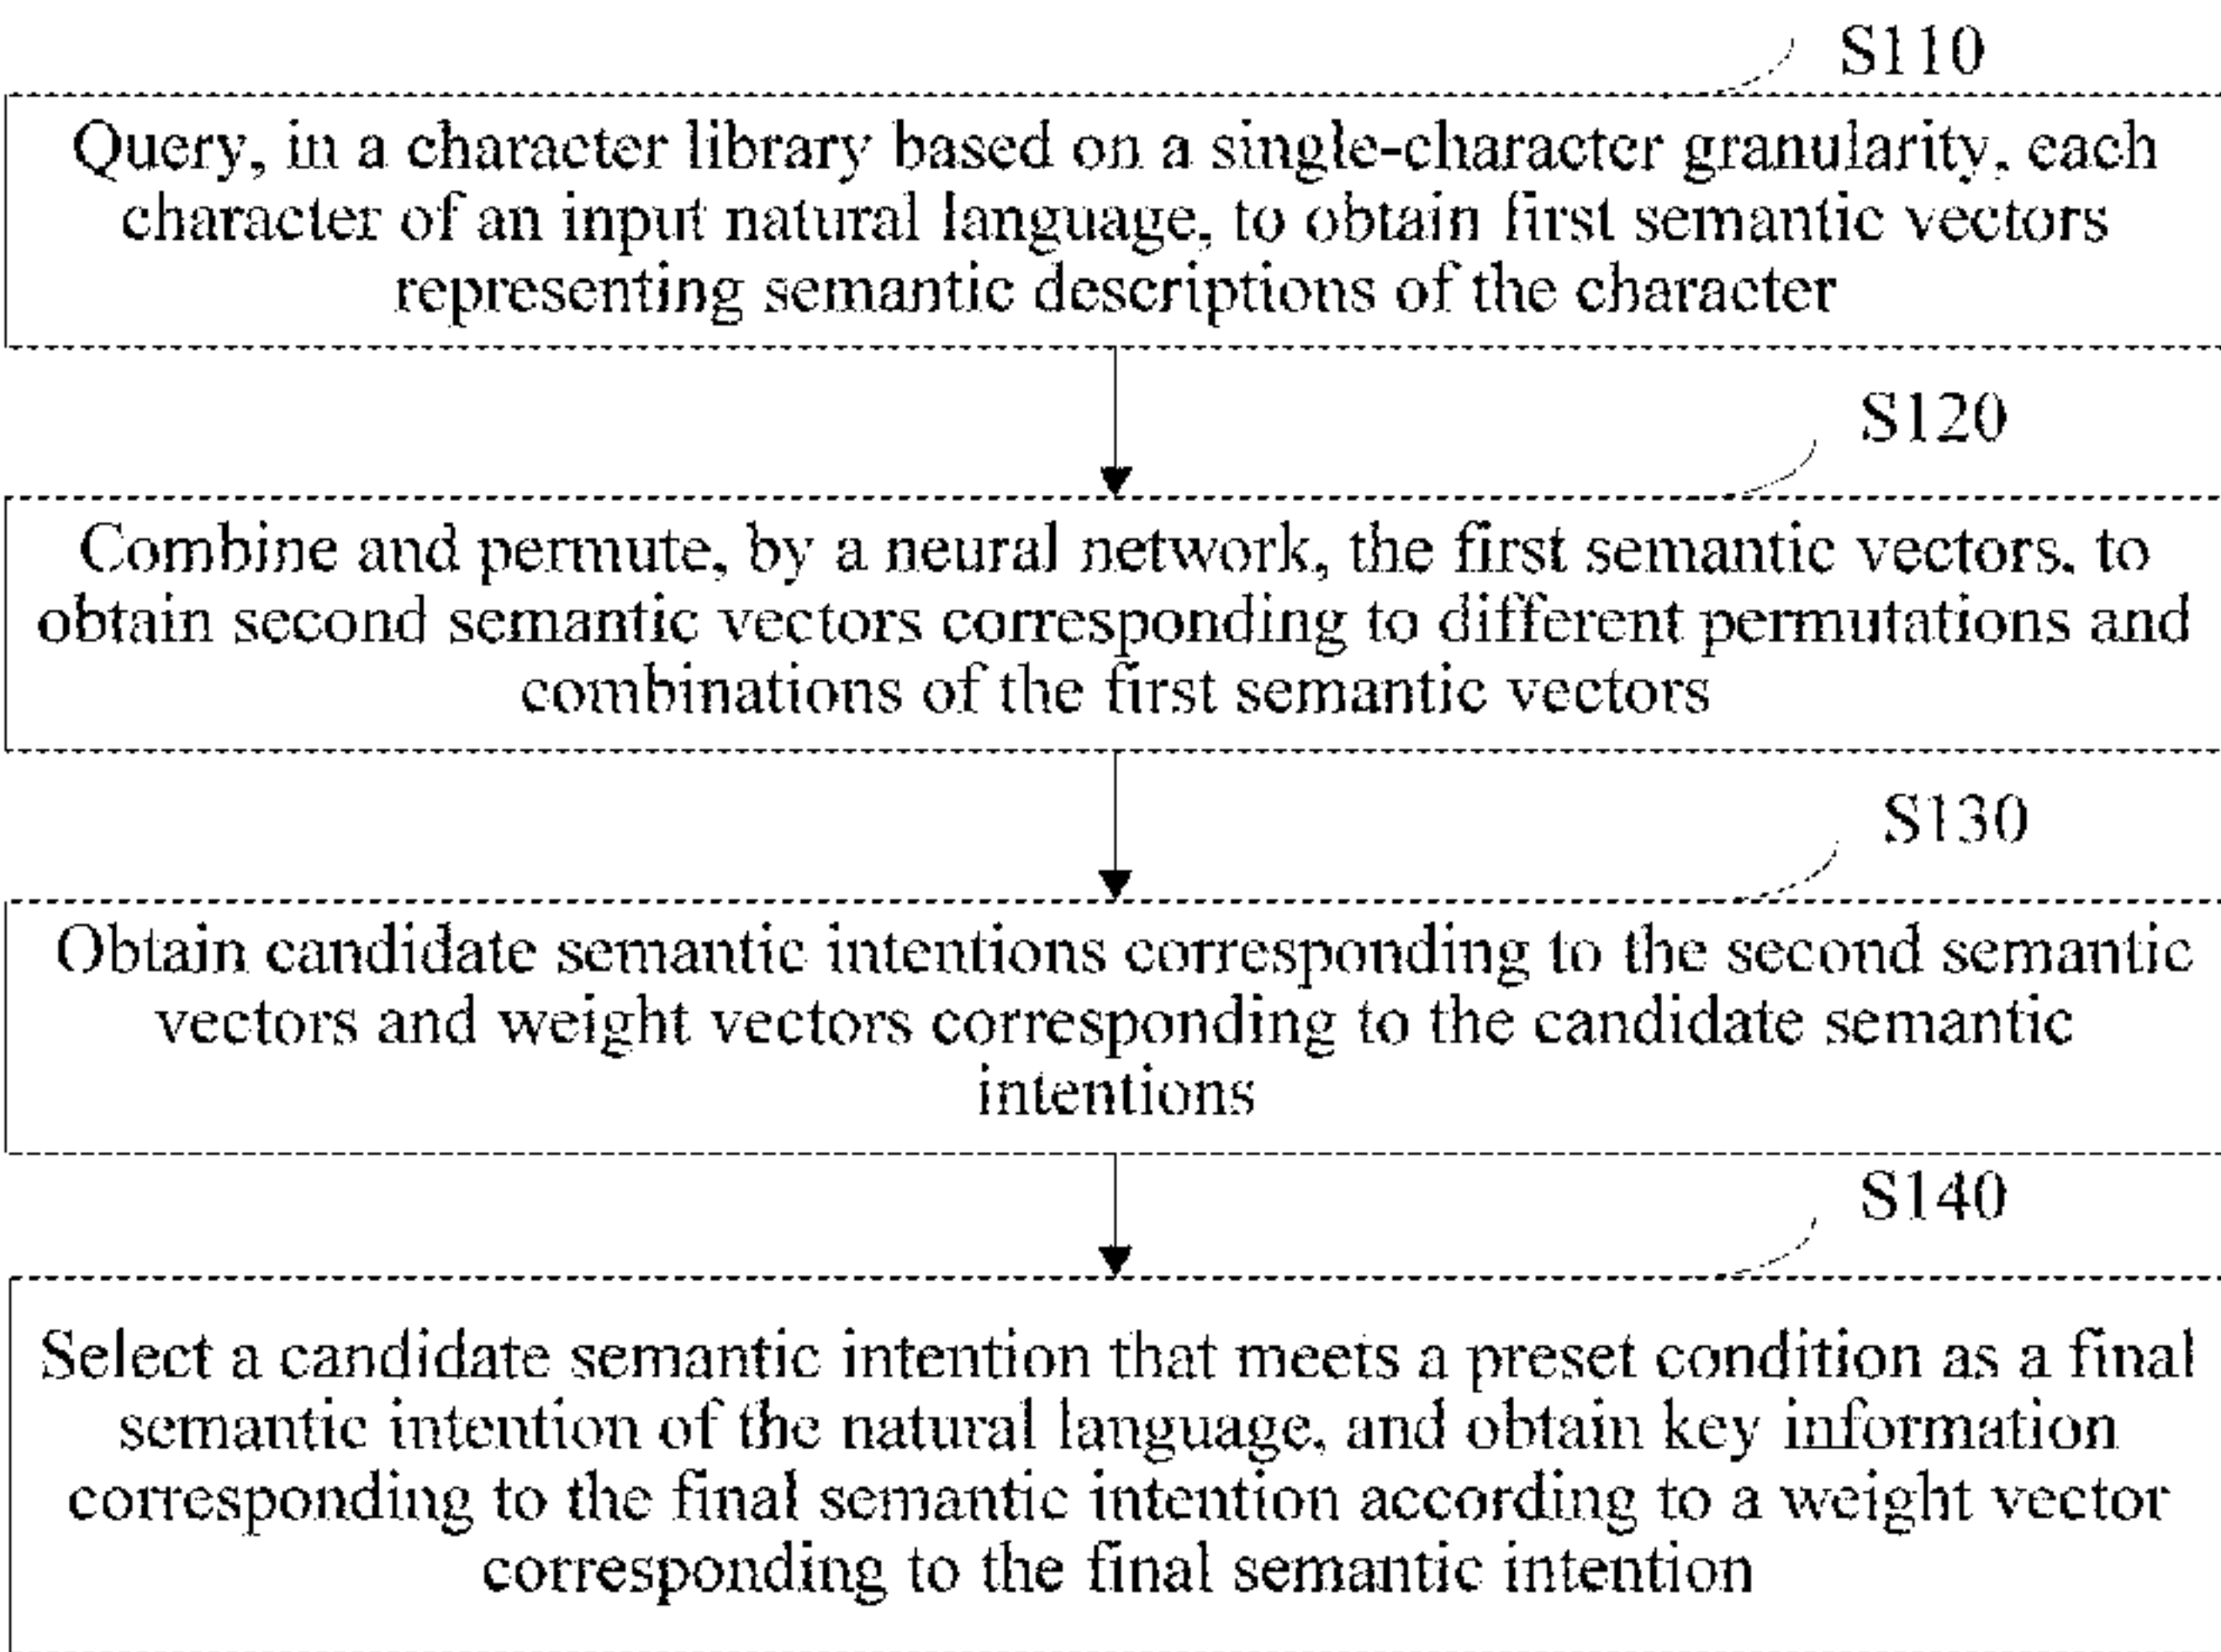 S110
Query, in a character library based on a single-character granularity, each
character of an input natural language, to obtain first semantic vectors
representing semantic descriptions of the character
S120
Combine and permute, by a neural network, the first semantic vectors, to
obtain second semantic vectors corresponding to different permutations and
combinations of the first semantic vectors
S130
Obtain candidate semantic intentions corresponding to the second semantic
vectors and weight vectors corresponding to the candidate semantic
intentions
S140
Select a candidate semantic intention that meets a preset condition as a final
semantic intention of the natural language, and obtain key information
corresponding to the final semantic intention according to a weight vector
corresponding to the final semantic intention